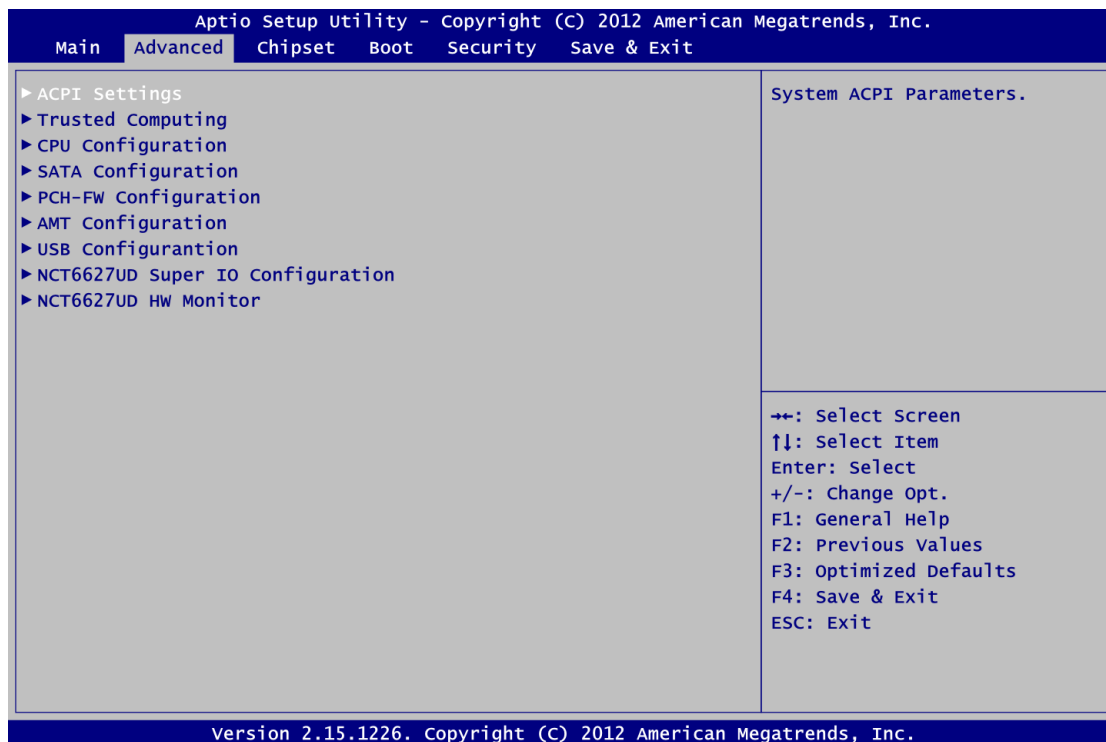 Aptio Setup Utility - Copyright (C) 2012 American Megatrends, Inc.
Main Advanced Chipset Boot Security Save & Exit
►ACPI Settings
►Trusted Computing
►CPU Configuration
►SATA Configuration
►PCH-FW Configuration
►AMT Configuration
►USB Configurantion
►NCT6627UD Super IO Configuration
►NCT6627UD HW Monitor
System ACPI Parameters.
→←: Select Screen
↑↓: Select Item
Enter: Select
+/-: Change Opt.
F1: General Help
F2: Previous Values
F3: Optimized Defaults
F4: Save & Exit
ESC: Exit
Version 2.15.1226. Copyright (C) 2012 American Megatrends, Inc.